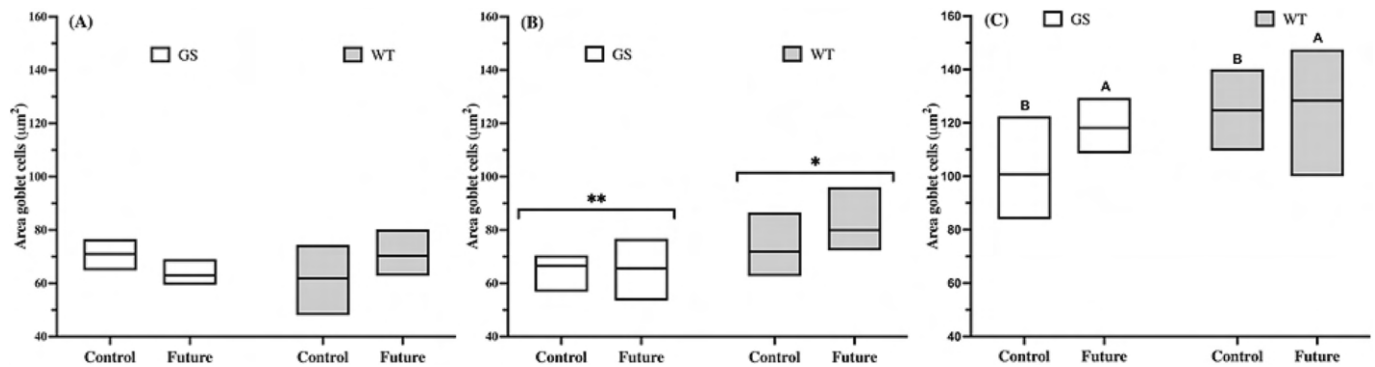 (A)
GS
WT
Area goblet cells (µm²)
160
140
120
100
80
60
40
Control
Future
Control
Future
(B)
GS
WT
Area goblet cells (µm²)
160
140
120
100
80
60
40
**
*
Control
Future
Control
Future
(C)
GS
WT
Area goblet cells (µm²)
160
140
120
100
80
60
40
B
A
B
A
Control
Future
Control
Future